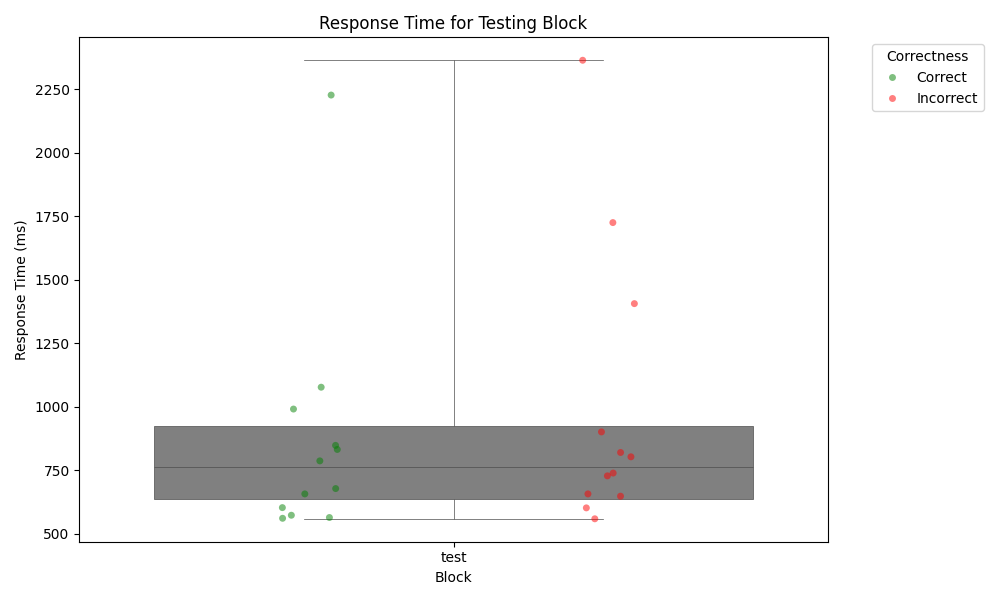 Response Time for Testing Block
Correctness
Correct
Incorrect
Response Time (ms)
2250
2000
1750
1500
1250
1000
750
500
test
Block